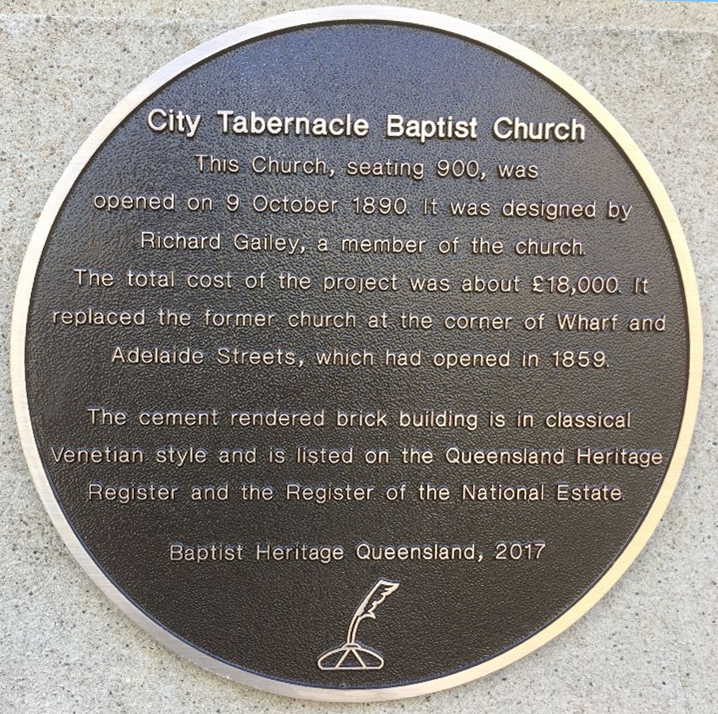 City Tabernacle Baptist Church
This Church, seating 900, was
opened on 9 October 1890. It was designed by
Richard Gailey, a member of the church.
The total cost of the project was about £18,000. It
replaced the former church at the corner of Wharf and
Adelaide Streets, which had opened in 1859.
The cement rendered brick building is in classical
Venetian style and is listed on the Queensland Heritage
Register and the Register of the National Estate.
Baptist Heritage Queensland, 2017